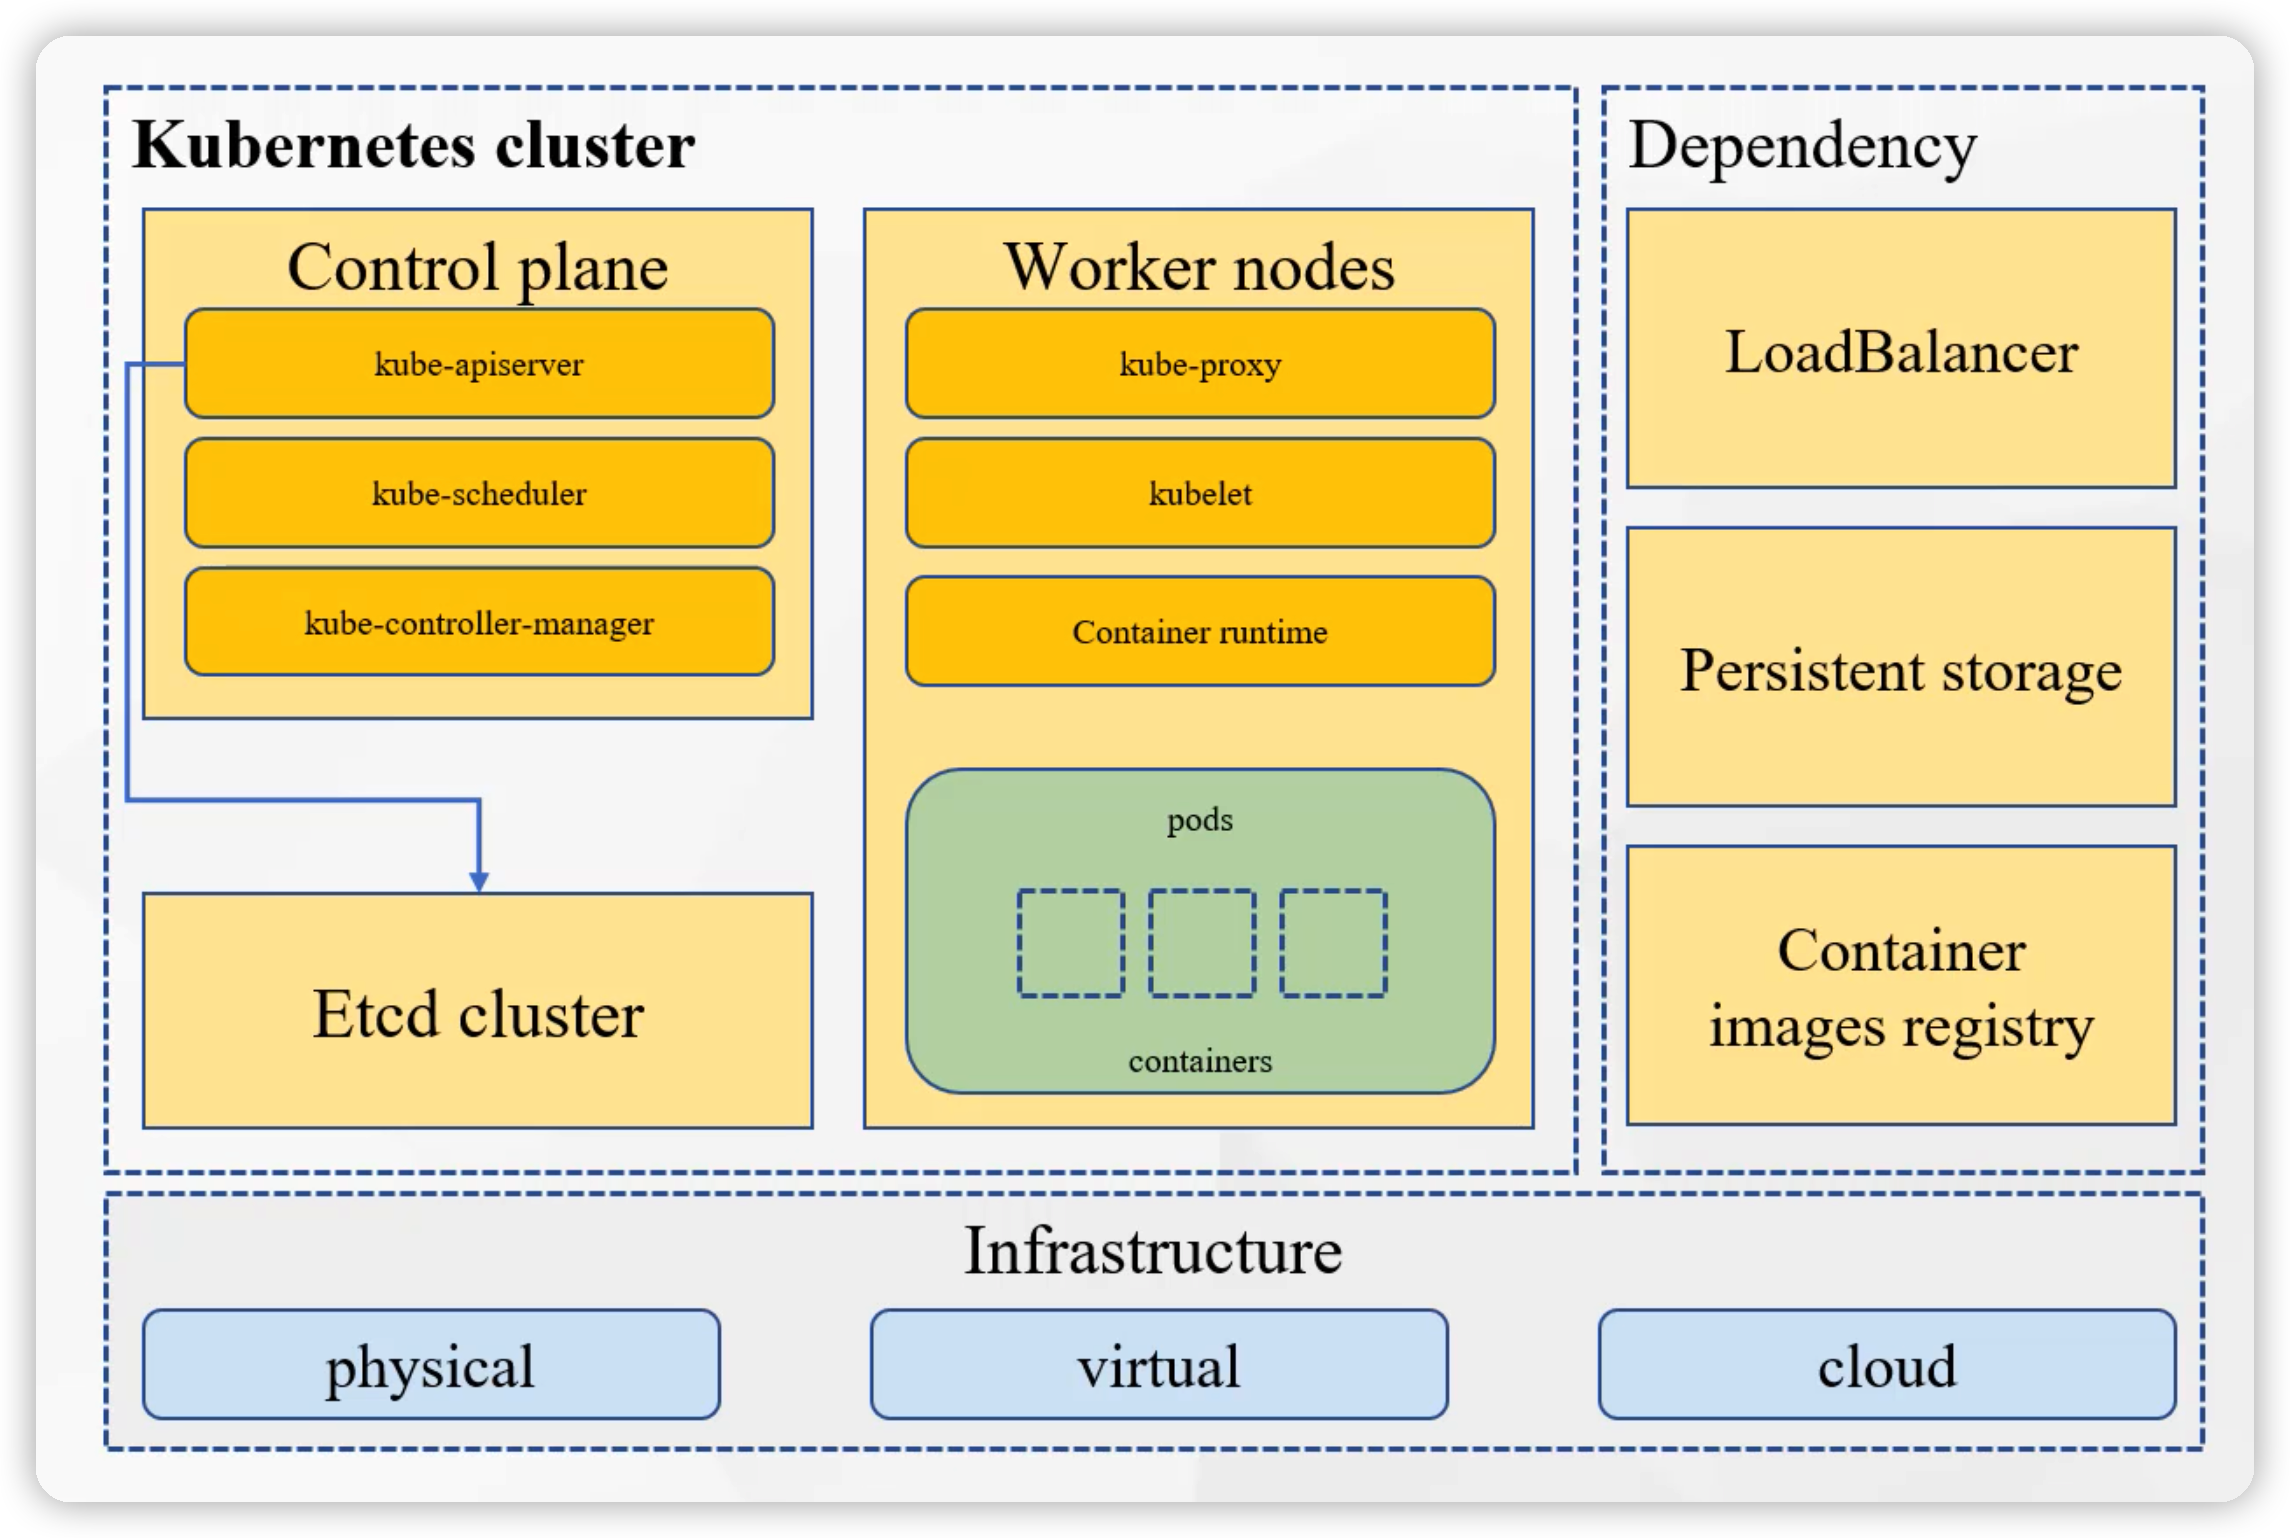 Kubernetes cluster
Control plane
kube-apiserver
kube-scheduler
kube-controller-manager
Etcd cluster
Worker nodes
kube-proxy
kubelet
Container runtime
pods
containers
Dependency
LoadBalancer
Persistent storage
Container
images registry
Infrastructure
physical
virtual
cloud